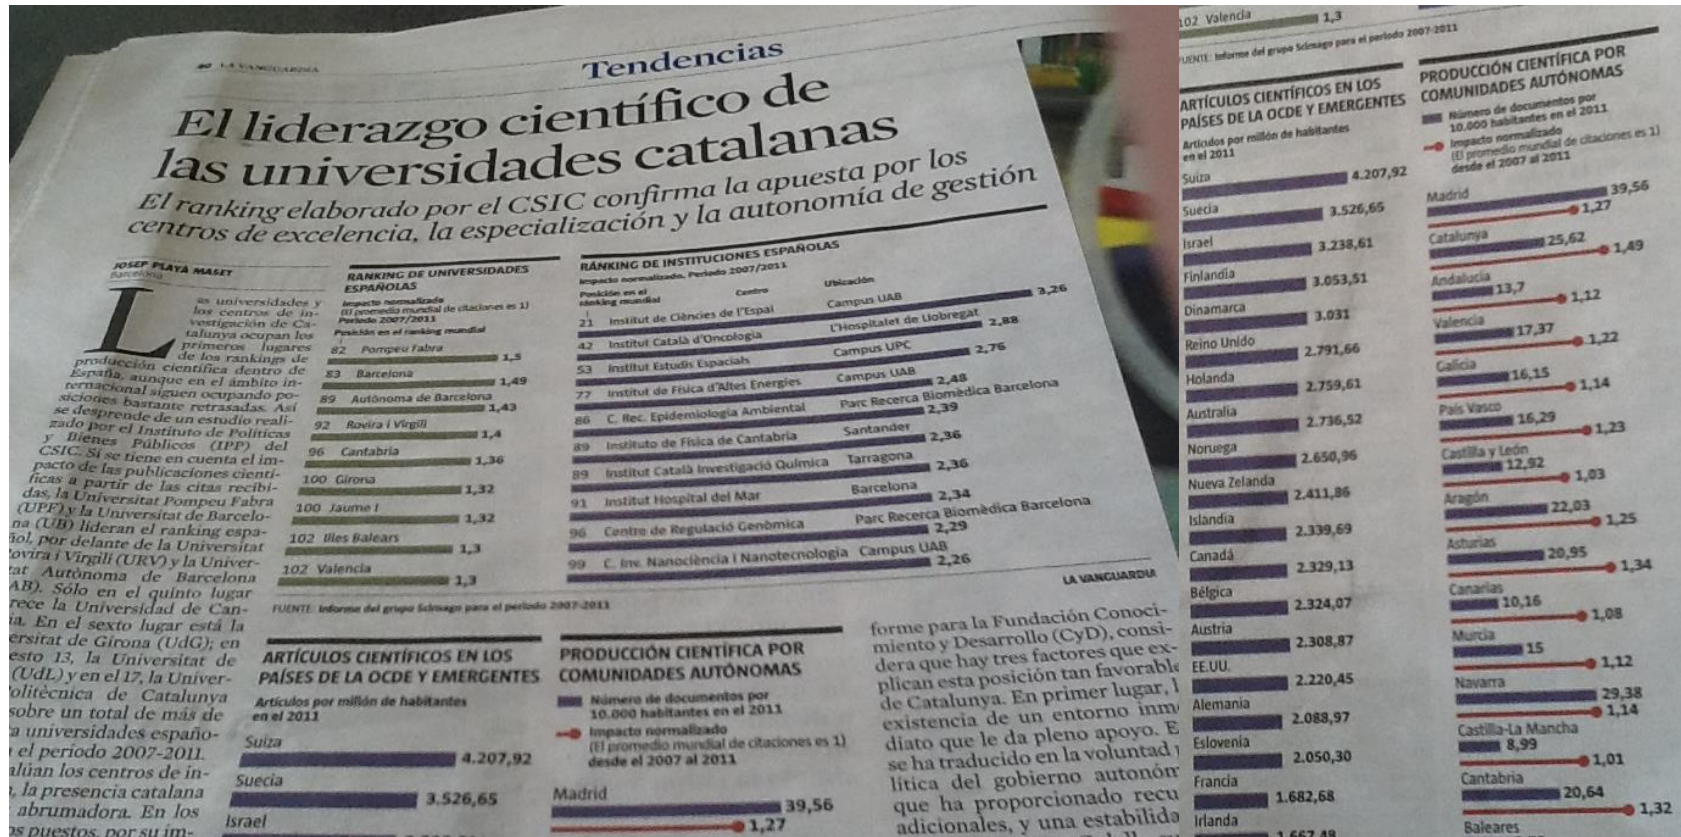 40 LA VANGUARDIA
Tendencias
El liderazgo científico de
las universidades catalanas
El ranking elaborado por el CSIC confirma la apuesta por los
centros de excelencia, la especialización y la autonomía de gestión
JOSEP PLAYÀ MASET
Barcelona
Las universidades y
los centros de in-
vestigación de Ca-
talunya ocupan los
primeros lugares
de los rankings de
producción científica dentro de
España, aunque en el ámbito in-
ternacional siguen ocupando po-
siciones bastante retrasadas. Así
se desprende de un estudio reali-
zado por el Instituto de Políticas
y Bienes Públicos (IPP) del
CSIC. Si se tiene en cuenta el im-
pacto de las publicaciones cientí-
ficas a partir de las citas recibi-
das, la Universitat Pompeu Fabra
(UPF) y la Universitat de Barcelo-
na (UB) lideran el ranking espa-
ñol, por delante de la Universitat
Rovira i Virgili (URV) y la Univer-
tat Autònoma de Barcelona
AB). Sólo en el quinto lugar
rece la Universidad de Can-
ia. En el sexto lugar está la
ersitat de Girona (UdG); en
esto 13, la Universitat de
(UdL) y en el 17, la Univer-
olitècnica de Catalunya
sobre un total de más de
a universidades españo-
el período 2007-2011.
alúan los centros de in-
, la presencia catalana
abrumadora. En los
os puestos, por su im-
RANKING DE UNIVERSIDADES
ESPAÑOLAS
Impacto normalizado
(El promedio mundial de citaciones es 1)
Periodo 2007/2011
Posición en el ranking mundial
82 Pompeu Fabra
1,5
83 Barcelona
1,49
89 Autònoma de Barcelona
1,43
92 Rovira i Virgili
1,4
96 Cantabria
1,36
100 Girona
1,32
100 Jaume I
1,32
102 Illes Balears
1,3
102 Valencia
1,3
RÁNKING DE INSTITUCIONES ESPAÑOLAS
Impacto normalizado. Periodo 2007/2011
Posición en el
ránking mundial Centro Ubicación
21 Institut de Ciències de l'Espai Campus UAB
3,26
42 Institut Català d'Oncologia L'Hospitalet de Llobregat
2,88
53 Institut Estudis Espacials Campus UPC
2,76
77 Institut de Física d'Altes Energies Campus UAB
2,48
86 C. Rec. Epidemiologia Ambiental Parc Recerca Biomèdica Barcelona
2,39
89 Instituto de Física de Cantabria Santander
2,36
89 Institut Català Investigació Química Tarragona
2,36
91 Institut Hospital del Mar Barcelona
2,34
96 Centre de Regulació Genòmica Parc Recerca Biomèdica Barcelona
2,29
99 C. Inv. Nanociència i Nanotecnologia Campus UAB
2,26
FUENTE: Informe del grupo Scimago para el periodo 2007-2011
LA VANGUARDIA
ARTÍCULOS CIENTÍFICOS EN LOS
PAÍSES DE LA OCDE Y EMERGENTES
Artículos por millón de habitantes
en el 2011
Suiza
4.207,92
Suecia
3.526,65
Israel
PRODUCCIÓN CIENTÍFICA POR
COMUNIDADES AUTÓNOMAS
Número de documentos por
10.000 habitantes en el 2011
Impacto normalizado
(El promedio mundial de citaciones es 1)
desde el 2007 al 2011
Madrid
39,56
1,27
forme para la Fundación Conoci-
miento y Desarrollo (CyD), consi-
dera que hay tres factores que ex-
plican esta posición tan favorable
de Catalunya. En primer lugar, l
existencia de un entorno inm
diato que le da pleno apoyo. E
se ha traducido en la voluntad
lítica del gobierno autonóm
que ha proporcionado recu
adicionales, y una estabilida
102 Valencia
1,3
FUENTE: Informe del grupo Scimago para el periodo 2007-2011
ARTÍCULOS CIENTÍFICOS EN LOS
PAÍSES DE LA OCDE Y EMERGENTES
Artículos por millón de habitantes
en el 2011
Suiza
4.207,92
Suecia
3.526,65
Israel
3.238,61
Finlandia
3.053,51
Dinamarca
3.031
Reino Unido
2.791,66
Holanda
2.759,61
Australia
2.736,52
Noruega
2.650,96
Nueva Zelanda
2.411,86
Islandia
2.339,69
Canadá
2.329,13
Bélgica
2.324,07
Austria
2.308,87
EE.UU.
2.220,45
Alemania
2.088,97
Eslovenia
2.050,30
Francia
1.682,68
Irlanda
1.667,48
PRODUCCIÓN CIENTÍFICA POR
COMUNIDADES AUTÓNOMAS
Número de documentos por
10.000 habitantes en el 2011
Impacto normalizado
(El promedio mundial de citaciones es 1)
desde el 2007 al 2011
Madrid
39,56
1,27
Catalunya
25,62
1,49
Andalucía
13,7
1,12
Valencia
17,37
1,22
Galicia
16,15
1,14
País Vasco
16,29
1,23
Castilla y León
12,92
1,03
Aragón
22,03
1,25
Asturias
20,95
1,34
Canarias
10,16
1,08
Murcia
15
1,12
Navarra
29,38
1,14
Castilla-La Mancha
8,99
1,01
Cantabria
20,64
1,32
Baleares